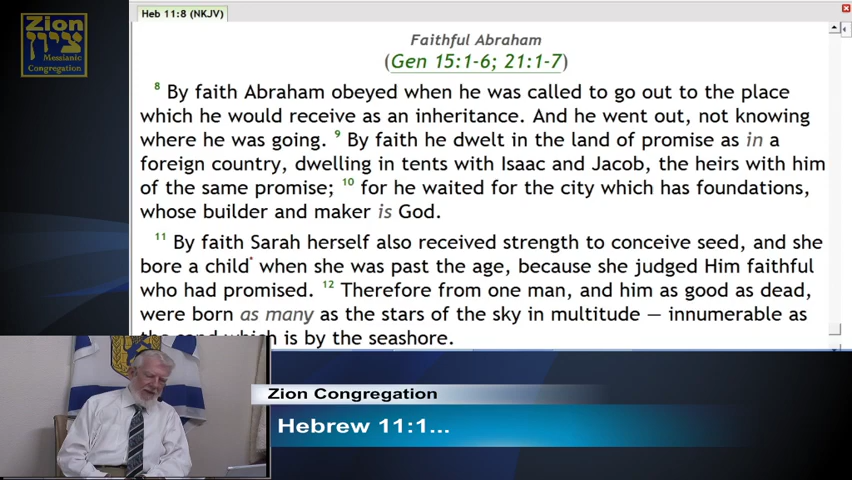 Zion
ציון
Messianic
Congregation
Heb 11:8 (NKJV)
Faithful Abraham
(Gen 15:1-6; 21:1-7)
8 By faith Abraham obeyed when he was called to go out to the place
which he would receive as an inheritance. And he went out, not knowing
where he was going. 9 By faith he dwelt in the land of promise as in a
foreign country, dwelling in tents with Isaac and Jacob, the heirs with him
of the same promise; 10 for he waited for the city which has foundations,
whose builder and maker is God.
11 By faith Sarah herself also received strength to conceive seed, and she
bore a child* when she was past the age, because she judged Him faithful
who had promised. 12 Therefore from one man, and him as good as dead,
were born as many as the stars of the sky in multitude — innumerable as
the sand which is by the seashore.
Zion Congregation
Hebrew 11:1...